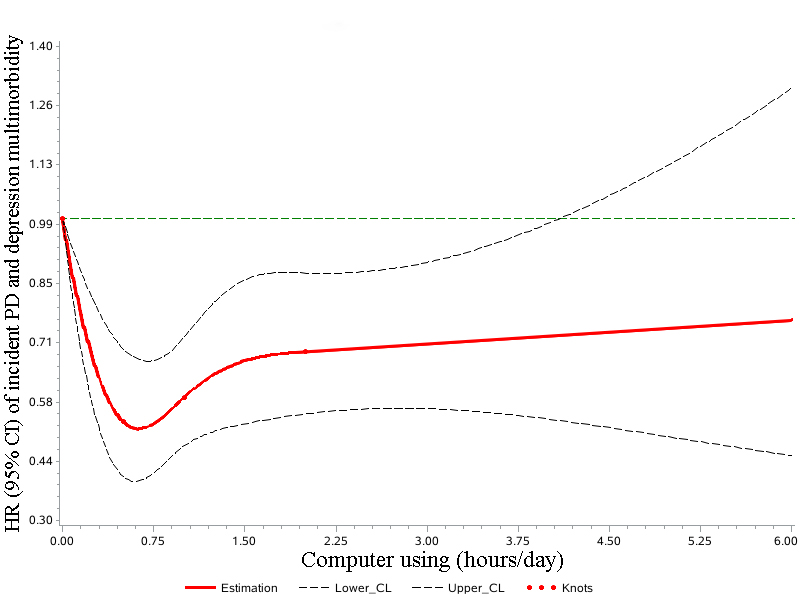 HR (95% CI) of incident PD and depression multimorbidity
1.40
1.26
1.13
0.99
0.85
0.71
0.58
0.44
0.30
0.00 0.75 1.50 2.25 3.00 3.75 4.50 5.25 6.00
Computer using (hours/day)
Estimation Lower_CL Upper_CL Knots